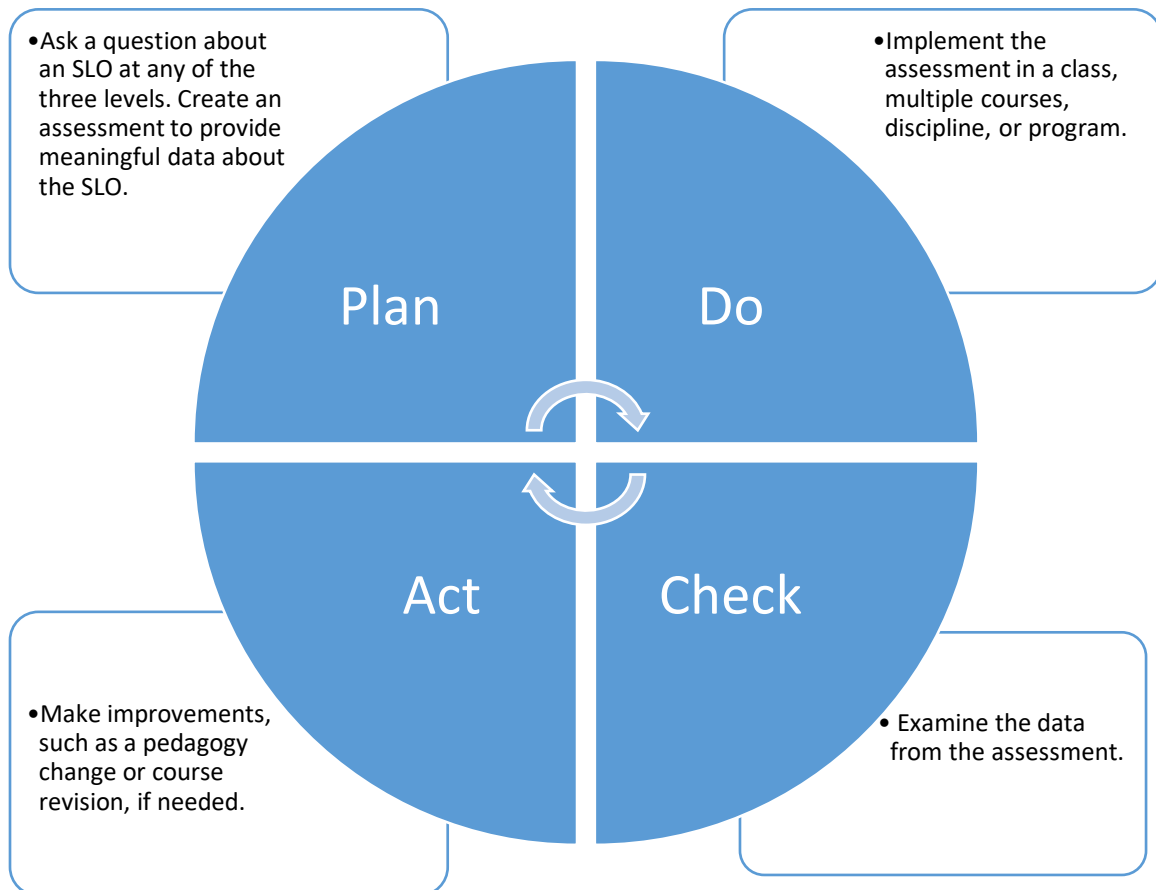 •Ask a question about
an SLO at any of the
three levels. Create an
assessment to provide
meaningful data about
the SLO.
•Implement the
assessment in a class,
multiple courses,
discipline, or program.
Plan
Do
Act
Check
•Make improvements,
such as a pedagogy
change or course
revision, if needed.
• Examine the data
from the assessment.